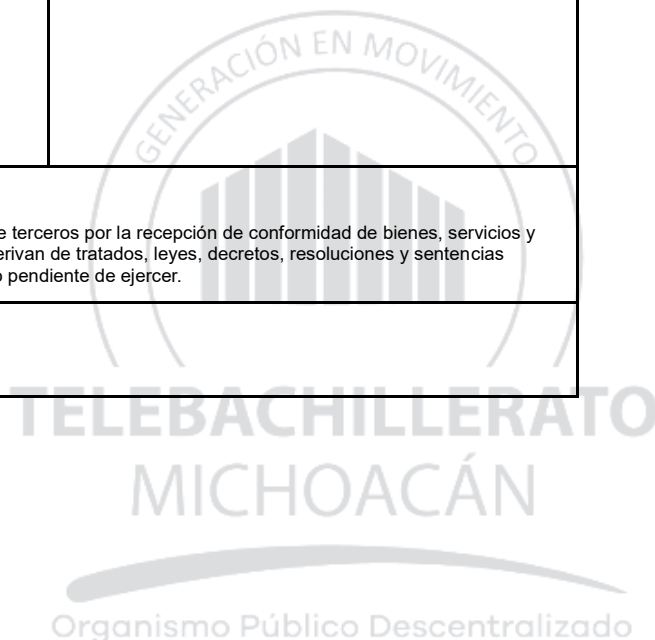 GENERACIÓN EN MOVIMIENTO
e terceros por la recepción de conformidad de bienes, servicios y
erivan de tratados, leyes, decretos, resoluciones y sentencias
o pendiente de ejercer.
TELEBACHILLERATO
MICHOACÁN
Organismo Público Descentralizado